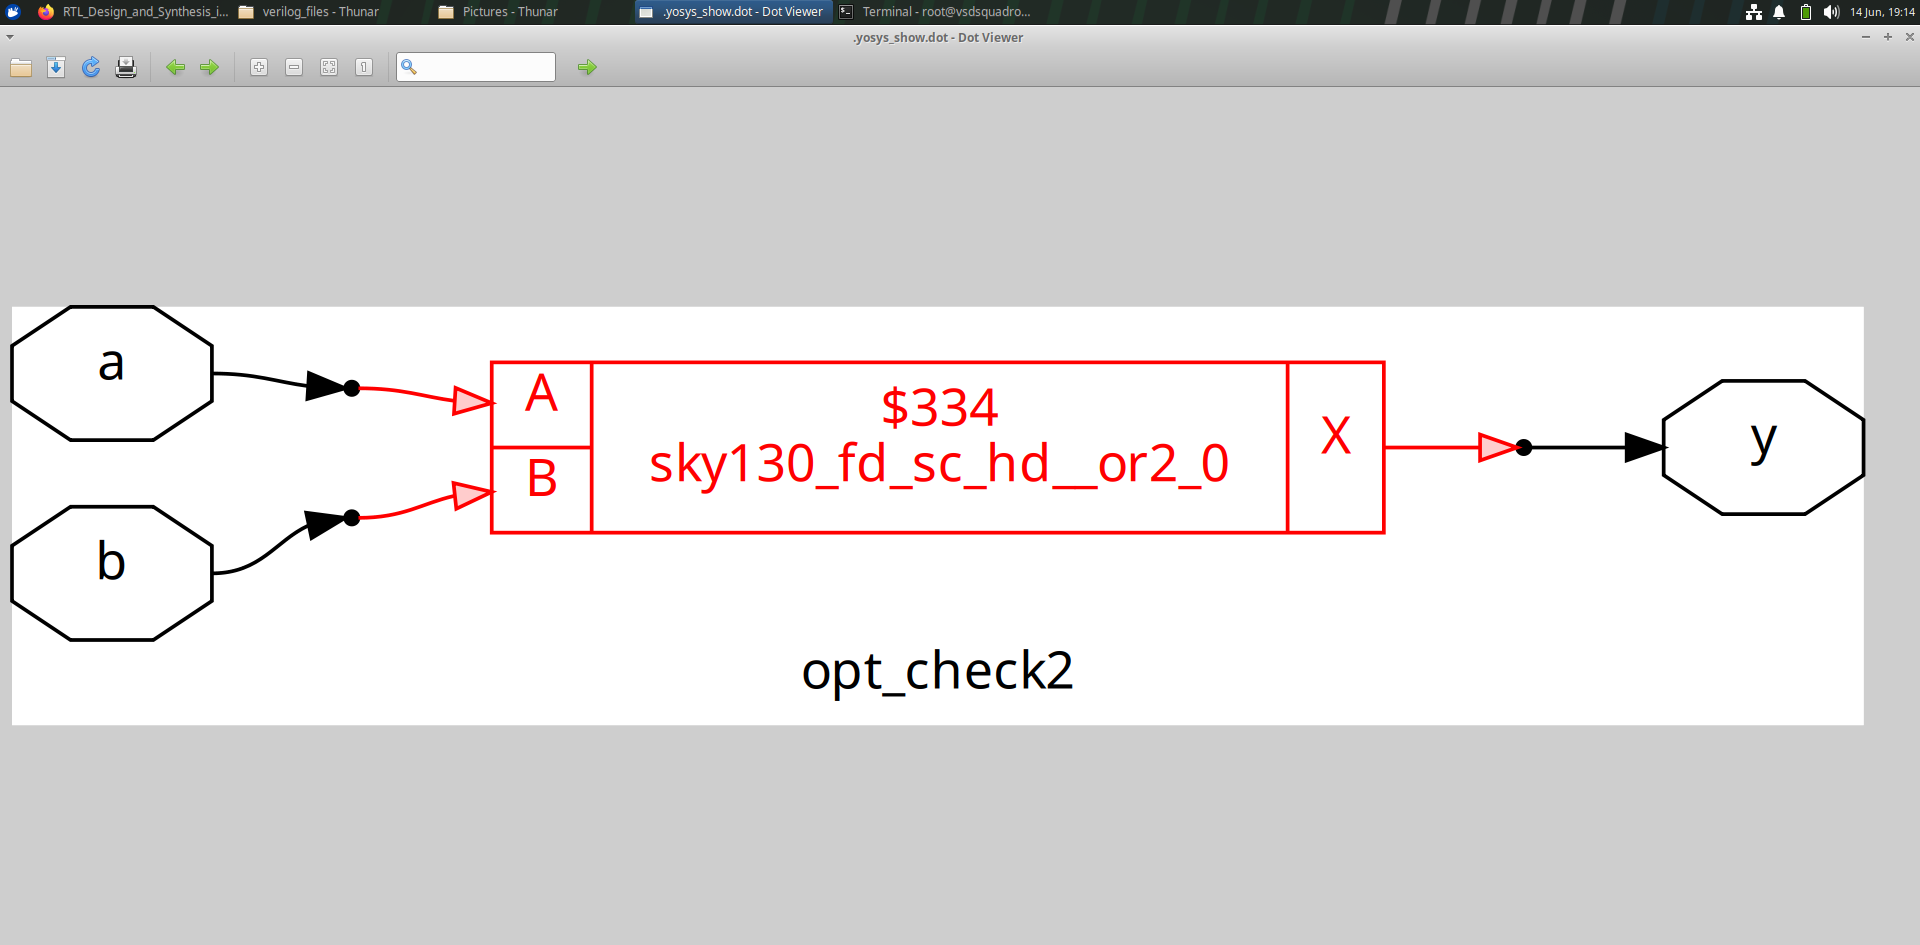 RTL_Design_and_Synthesis_i...
verilog_files - Thunar
Pictures - Thunar
.yosys_show.dot - Dot Viewer
Terminal - root@vsdsquadro...
14 Jun, 19:14
.yosys_show.dot - Dot Viewer
a
A
$334
sky130_fd_sc_hd__or2_0
X
y
B
b
opt_check2